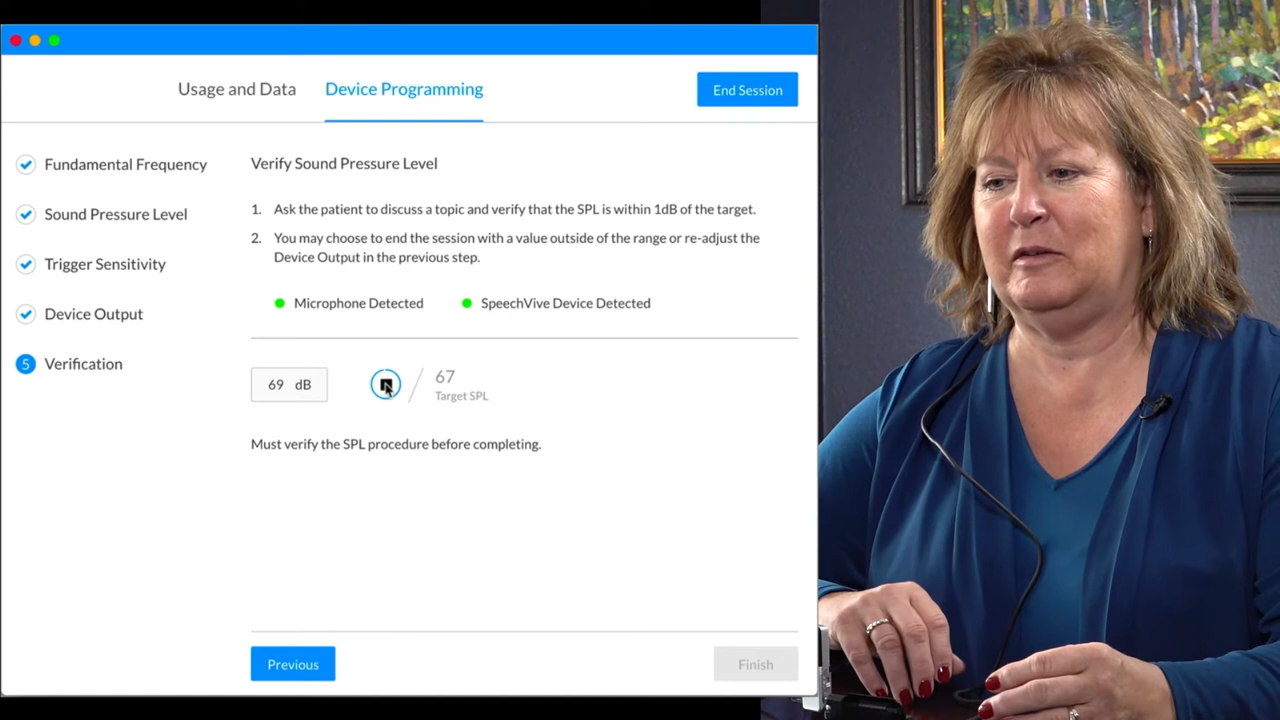 Usage and Data
Device Programming
End Session
Fundamental Frequency
Sound Pressure Level
Trigger Sensitivity
Device Output
5 Verification
Verify Sound Pressure Level
1. Ask the patient to discuss a topic and verify that the SPL is within 1dB of the target.
2. You may choose to end the session with a value outside of the range or re-adjust the
Device Output in the previous step.
Microphone Detected
SpeechVive Device Detected
69 dB
67
Target SPL
Must verify the SPL procedure before completing.
Previous
Finish